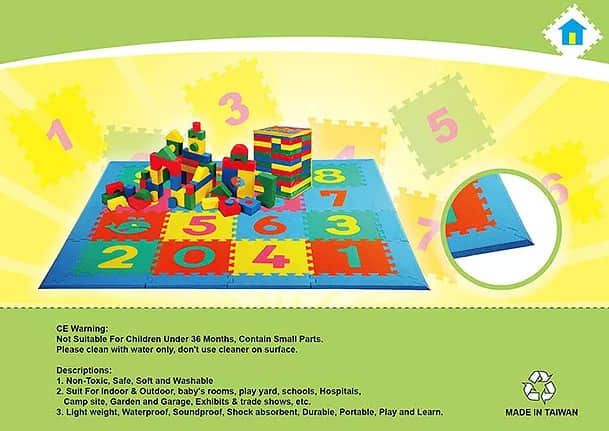 1
3
5
6
7
8
8
7
5
6
3
2
0
4
1
CE Warning:
Not Suitable For Children Under 36 Months, Contain Small Parts.
Please clean with water only, don't use cleaner on surface.
Descriptions:
1. Non-Toxic, Safe, Soft and Washable
2. Suit For Indoor & Outdoor, baby's rooms, play yard, schools, Hospitals,
Camp site, Garden and Garage, Exhibits & trade shows, etc.
3. Light weight, Waterproof, Soundproof, Shock absorbent, Durable, Portable, Play and Learn.
MADE IN TAIWAN